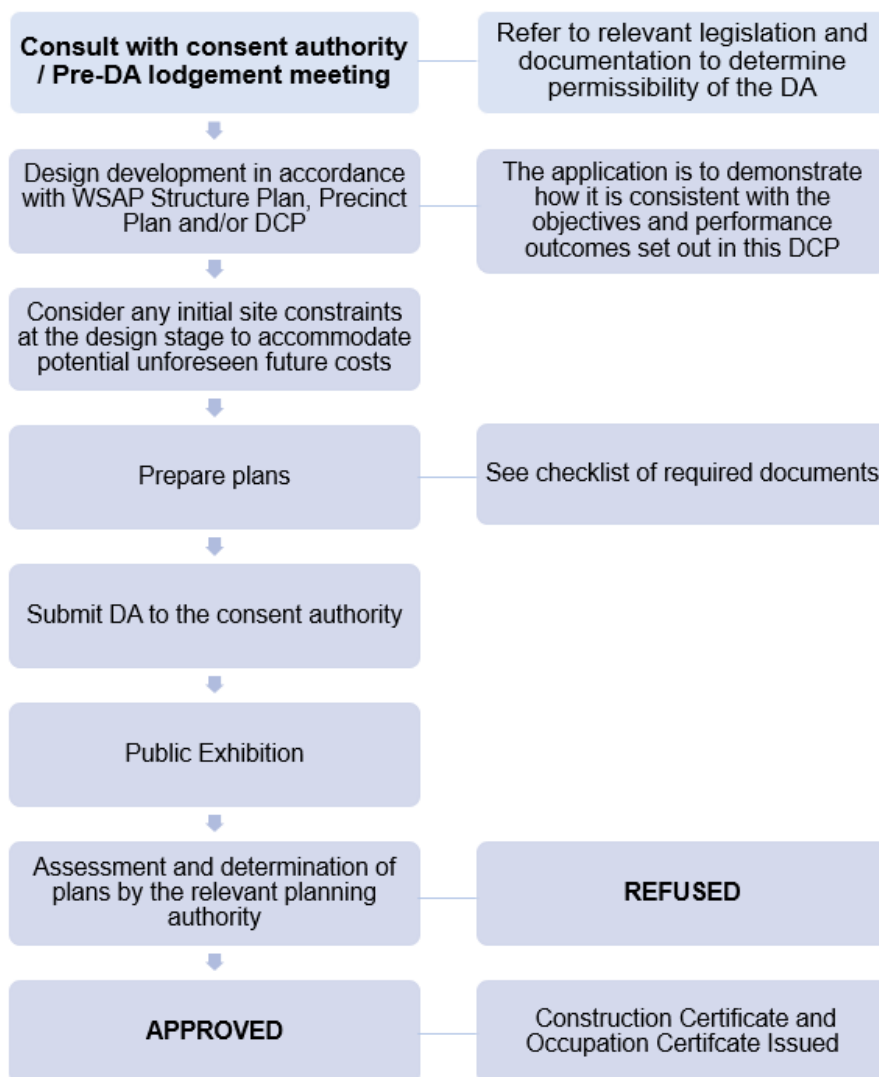 Consult with consent authority
/ Pre-DA lodgement meeting
Refer to relevant legislation and
documentation to determine
permissibility of the DA
Design development in accordance
with WSAP Structure Plan, Precinct
Plan and/or DCP
The application is to demonstrate
how it is consistent with the
objectives and performance
outcomes set out in this DCP
Consider any initial site constraints
at the design stage to accommodate
potential unforeseen future costs
Prepare plans
See checklist of required documents
Submit DA to the consent authority
Public Exhibition
Assessment and determination of
plans by the relevant planning
authority
REFUSED
APPROVED
Construction Certificate and
Occupation Certifcate Issued